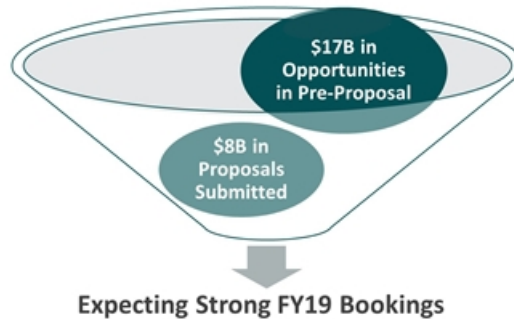 $17B in
Opportunities
in Pre-Proposal
$8B in
Proposals
Submitted
Expecting Strong FY19 Bookings